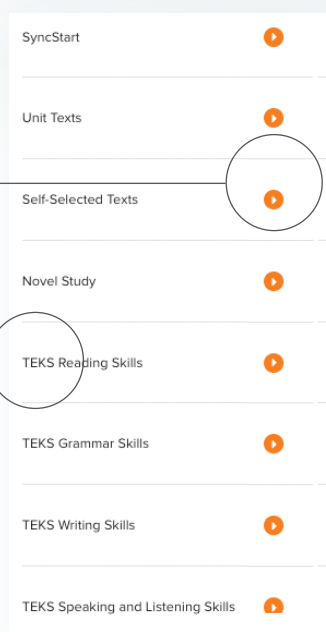 SyncStart
Unit Texts
Self-Selected Texts
Novel Study
TEKS Reading Skills
TEKS Grammar Skills
TEKS Writing Skills
TEKS Speaking and Listening Skills